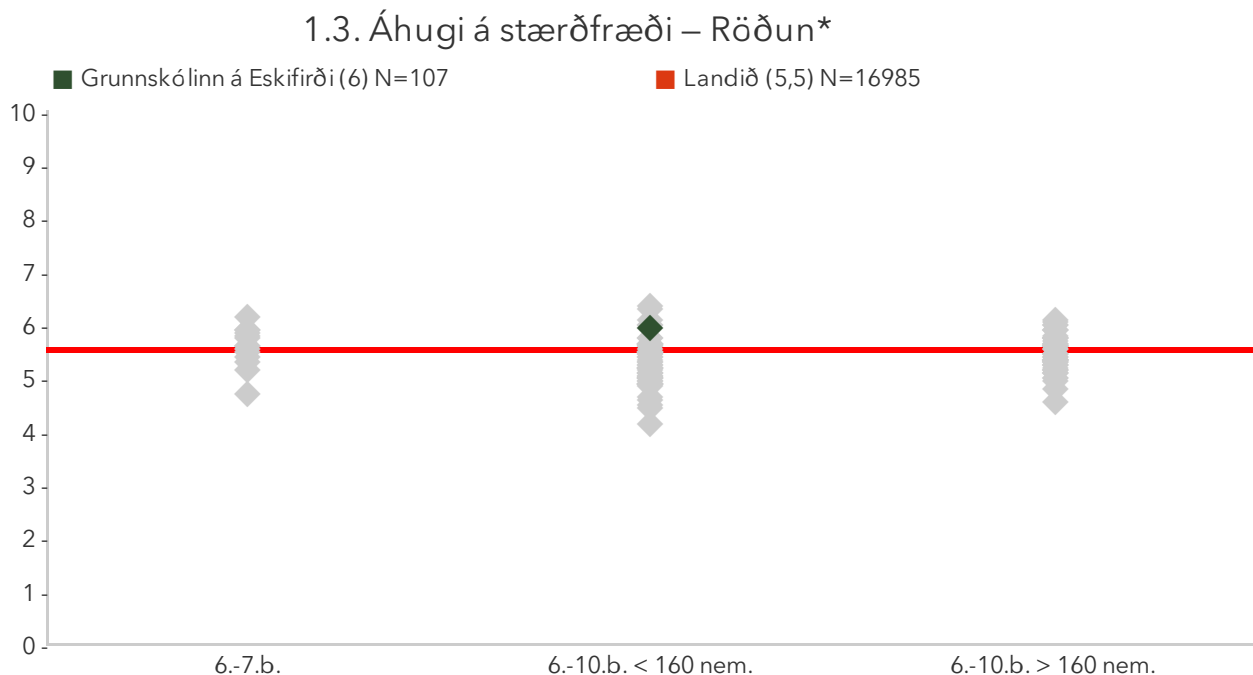 1.3. Áhugi á stærðfræði – Röðun*
Grunnskólinn á Eskifirði (6) N=107
Landið (5,5) N=16985
10
9
8
7
6
5
4
3
2
1
0
6.-7.b.
6.-10.b. < 160 nem.
6.-10.b. > 160 nem.